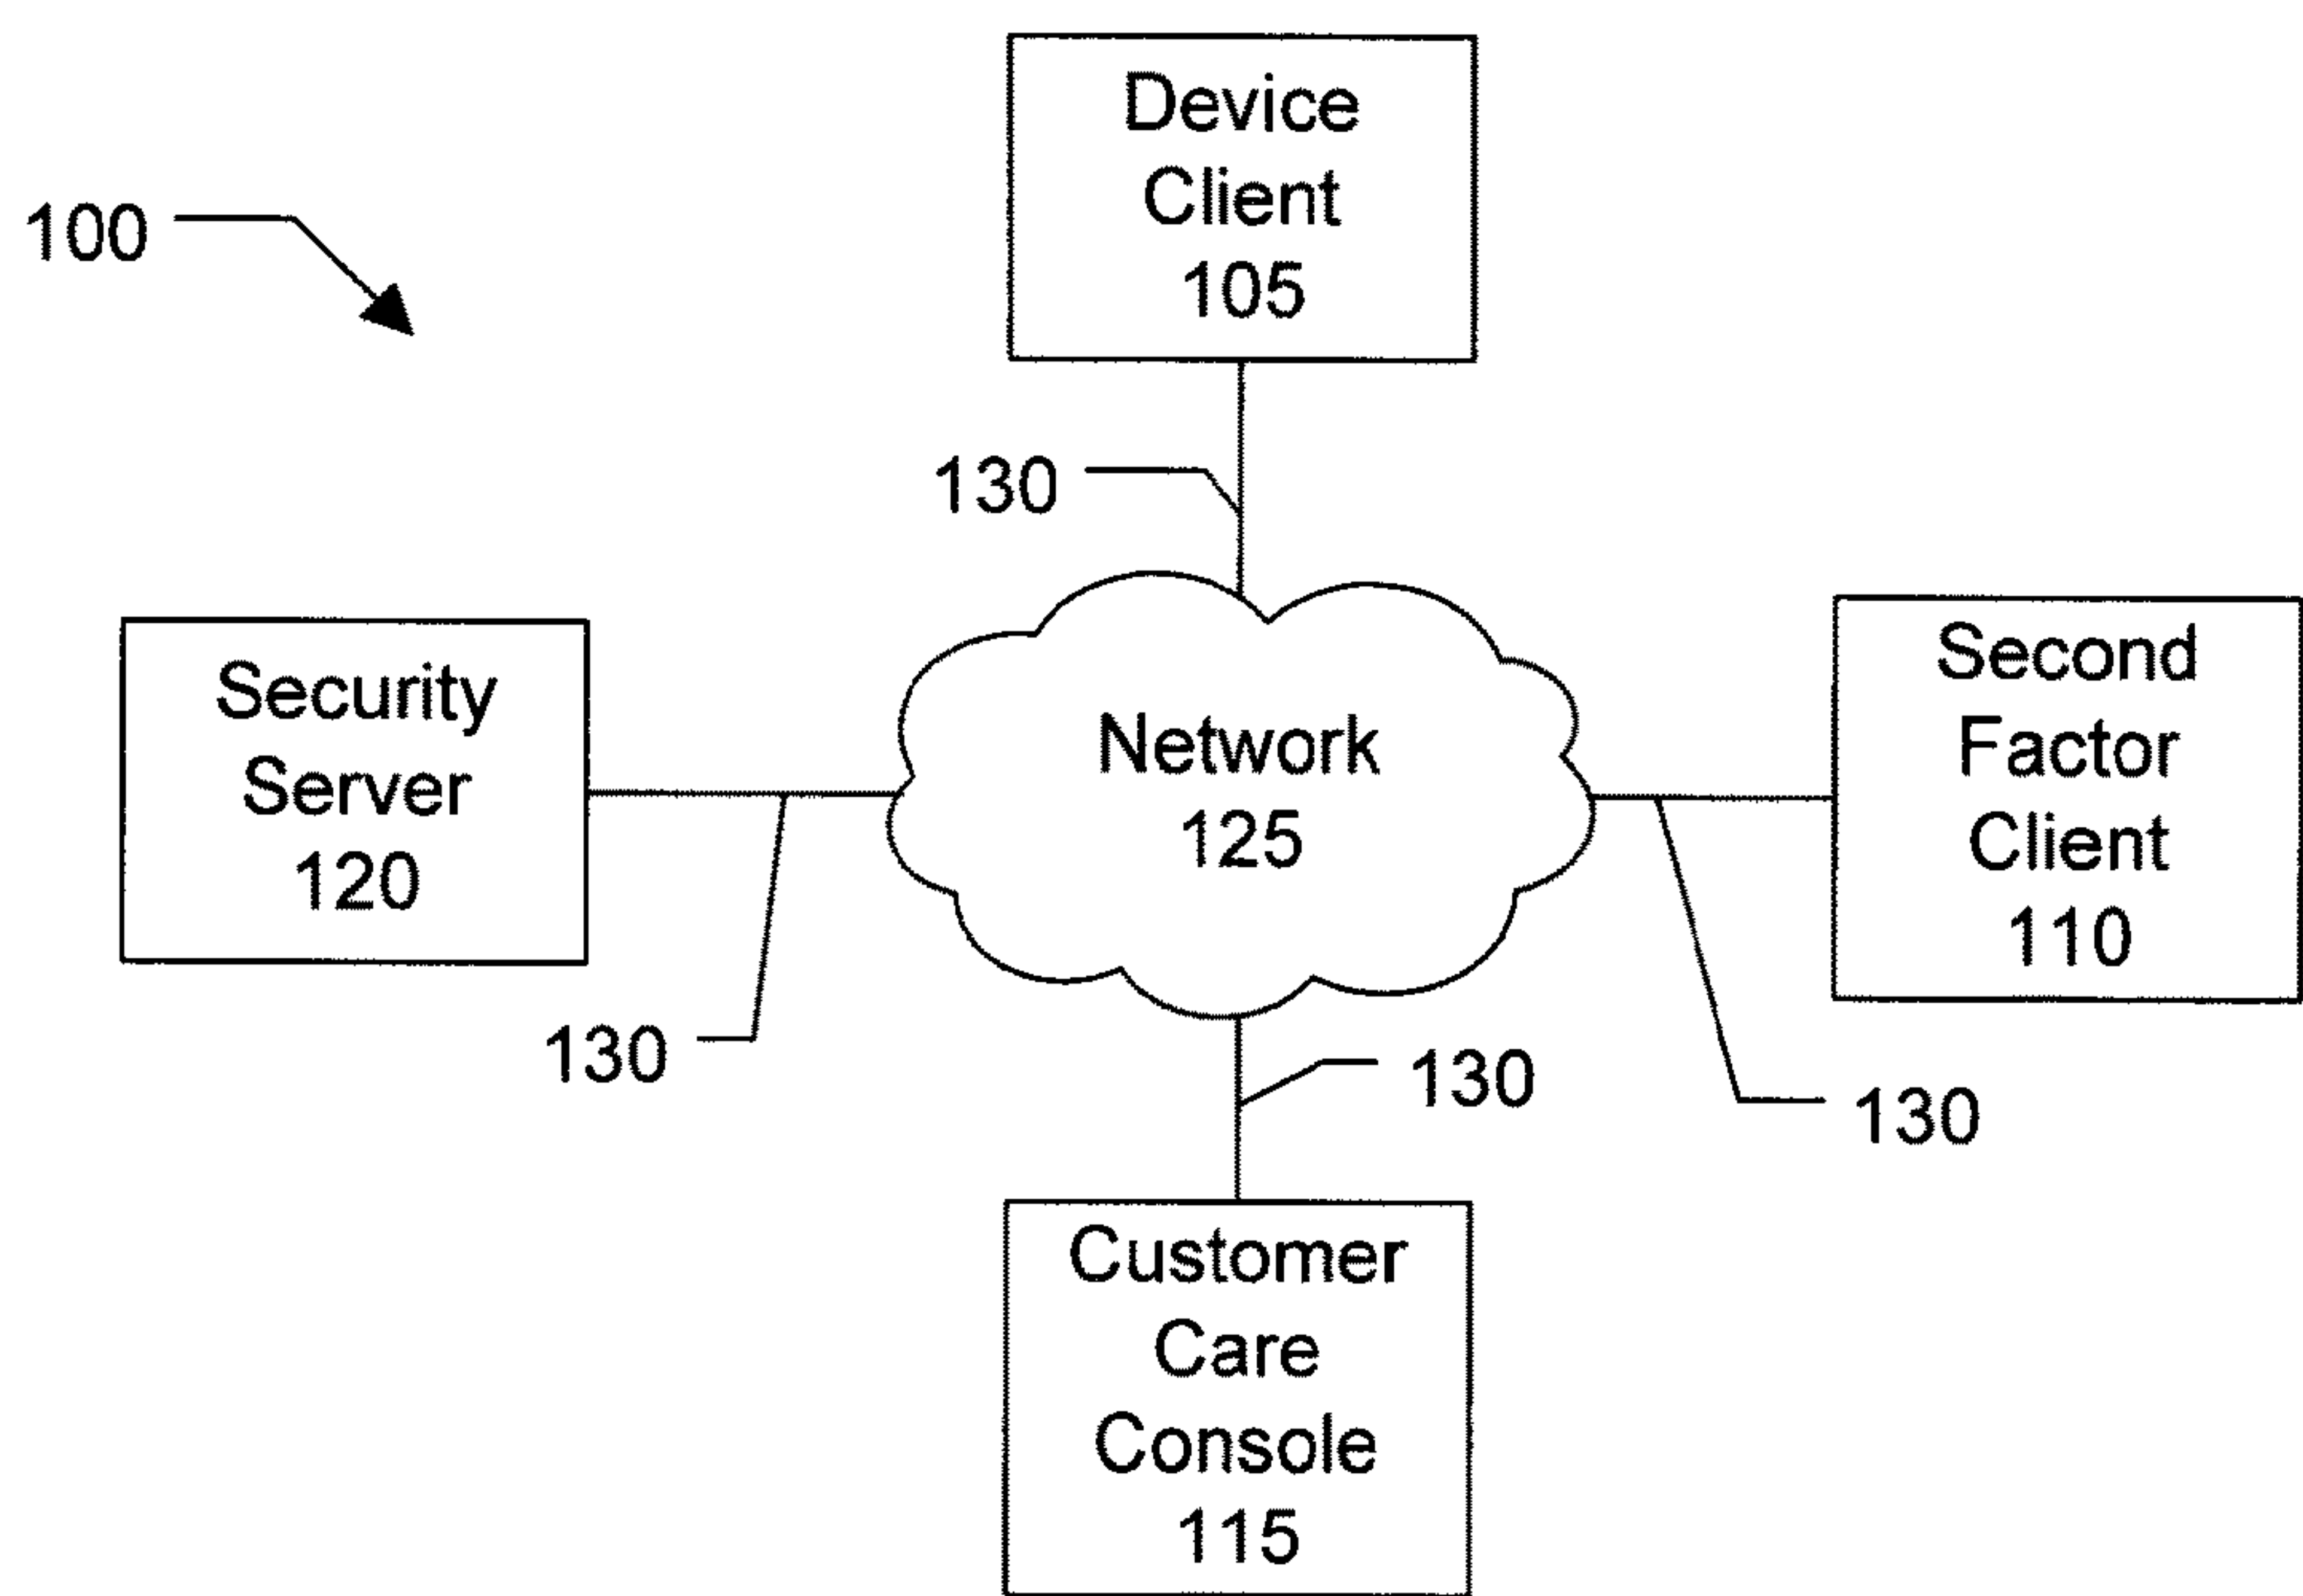 Device
Client
105
100
130
Security
Server
120
Network
125
Second
Factor
Client
110
130
130
130
Customer
Care
Console
115